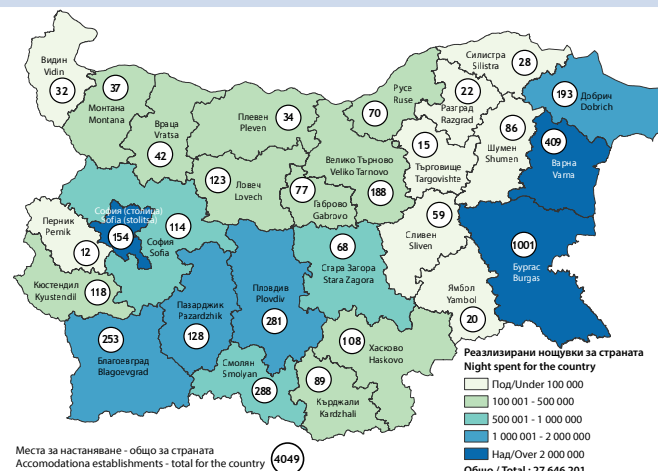 Видин
Vidin
32
37
Монтана
Montana
Враца
Vratsa
42
Плевен
Pleven
34
Русе
Ruse
70
Силистра
Silistra
28
22
Разград
Razgrad
193
Добрич
Dobrich
15
Търговище
Targovishte
86
Шумен
Shumen
409
Варна
Varna
Велико Търново
Veliko Tarnovo
188
123
Ловеч
Lovech
77
Габрово
Gabrovo
София (столица)
Sofia (stolitsa)
154
114
София
Sofia
Перник
Pernik
12
Кюстендил
Kyustendil
118
59
Сливен
Sliven
68
Стара Загора
Stara Zagora
1001
Бургас
Burgas
Ямбол
Yambol
20
Пазарджик
Pazardzhik
128
Пловдив
Plovdiv
281
253
Благоевград
Blagoevgrad
Смолян
Smolyan
288
108
Хасково
Haskovo
89
Кърджали
Kardzhali
Реазлизирани нощувки за страната
Night spent for the country
Под/Under 100 000
100 001 - 500 000
500 001 - 1 000 000
1 000 001 - 2 000 000
Над/Over 2 000 000
Общо / Total : 27 646 201
Места за настаняване - общо за страната
Accomodationa establishments - total for the country
4049